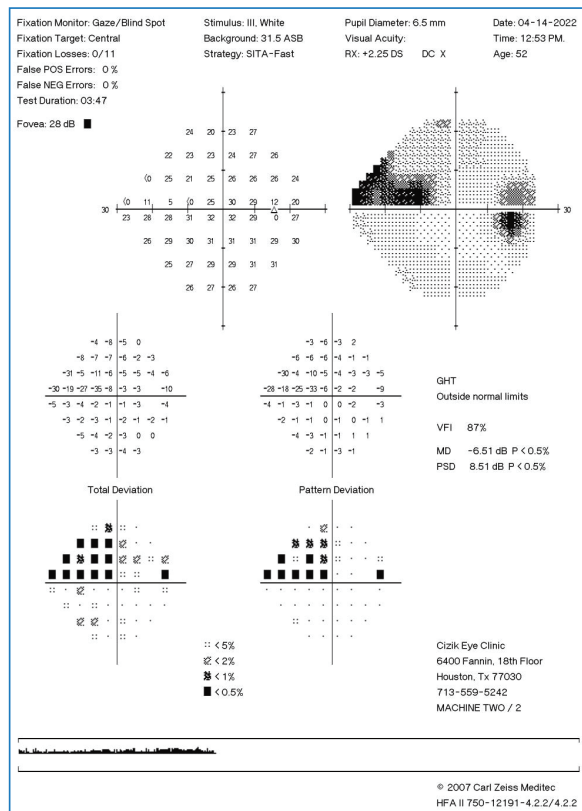 Fixation Monitor: Gaze/Blind Spot Stimulus: III, White Pupil Diameter: 6.5 mm Date: 04-14-2022
Fixation Target: Central Background: 31.5 ASB Visual Acuity: Time: 12:53 P.M.
Fixation Losses: 0/11 Strategy: SITA-Fast RX: +2.25 DS DC X Age: 52
False POS Errors: 0 %
False NEG Errors: 0 %
Test Duration: 03:47
Fovea: 28 dB
24 20 23 27
22 23 23 24 27 26
<0 25 21 25 26 26 26 24
30 <0 11 5 <0 25 30 29 12 20 30
23 28 28 31 32 32 29 0 27
26 29 30 31 31 31 29 30
25 27 29 29 31 31
26 27 26 27
-4 -8 -5 0
-8 -7 -7 -6 -2 -3
-31 -5 -11 -6 -5 -5 -4 -6
-30 -19 -27 -35 -8 -3 -3 -10
-5 -3 -4 -2 -1 -1 -3 -4
-3 -2 -3 -1 -2 -1 -2 -1
-5 -4 -2 -3 0 0
-3 -3 -4 -3
Total Deviation
-3 -6 -3 2
-6 -6 -6 -4 -1 -1
-30 -4 -10 -5 -4 -3 -3 -5
-28 -18 -25 -33 -6 -2 -2 -9
-4 -1 -3 -1 0 0 -2 -3
-2 -1 -1 0 -1 0 -1 1
-4 -3 -1 -1 1 1
-2 -1 -3 -1
Pattern Deviation
GHT
Outside normal limits
VFI 87%
MD -6.51 dB P < 0.5%
PSD 8.51 dB P < 0.5%
< 5%
< 2%
< 1%
< 0.5%
Cizik Eye Clinic
6400 Fannin, 18th Floor
Houston, Tx 77030
713-559-5242
MACHINE TWO / 2
© 2007 Carl Zeiss Meditec
HFA II 750-12191-4.2.2/4.2.2